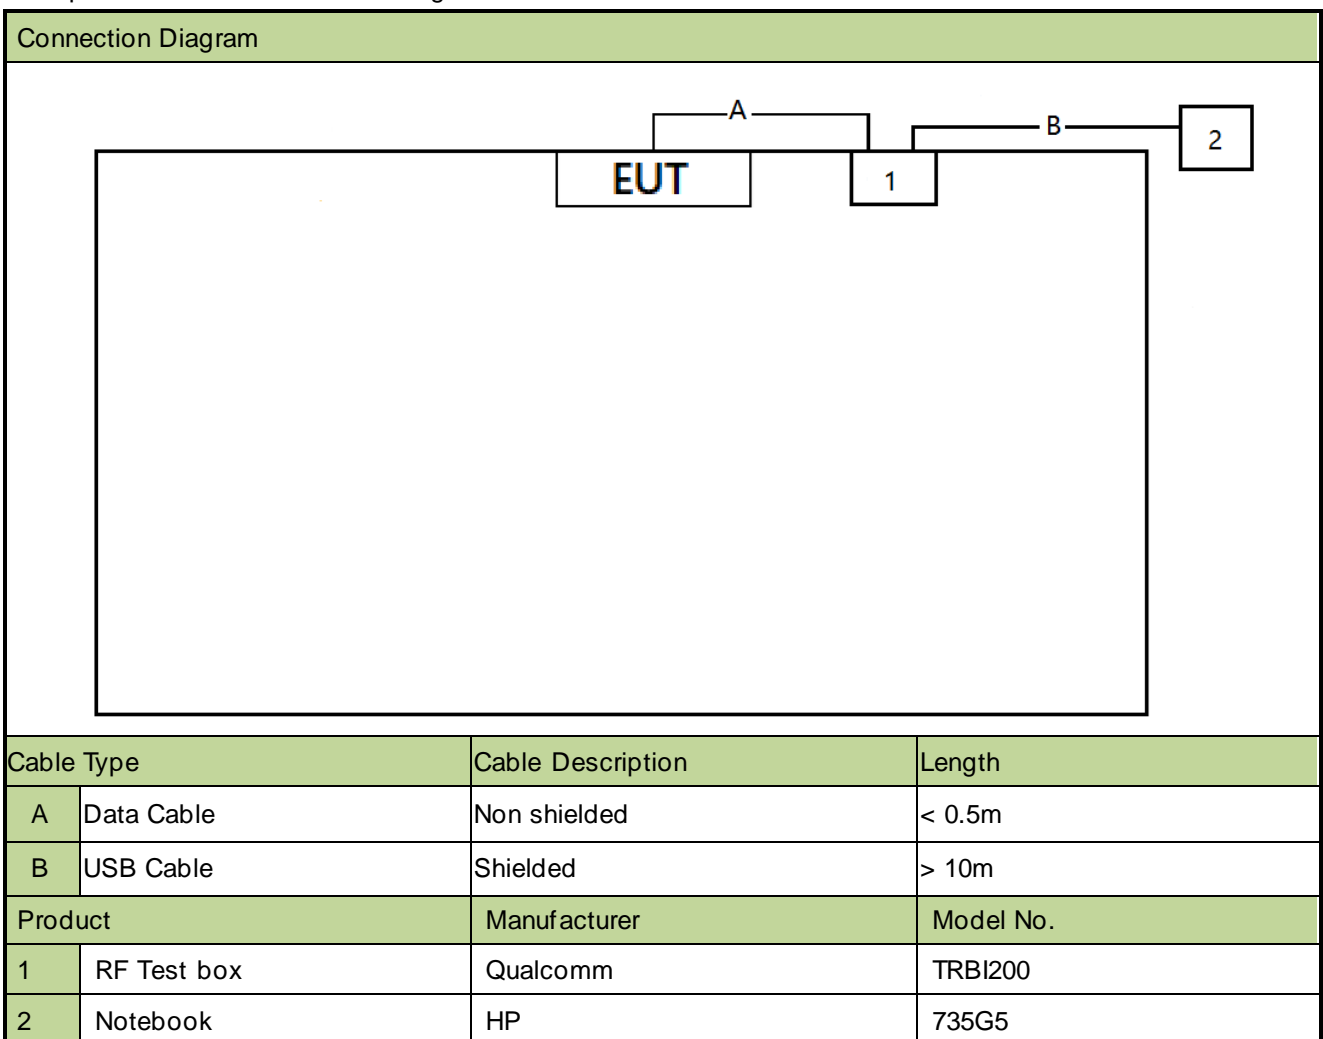 Connection Diagram
A
B
2
EUT
1
Cable Type Cable Description Length
A Data Cable Non shielded < 0.5m
B USB Cable Shielded > 10m
Product Manufacturer Model No.
1 RF Test box Qualcomm TRBI200
2 Notebook HP 735G5